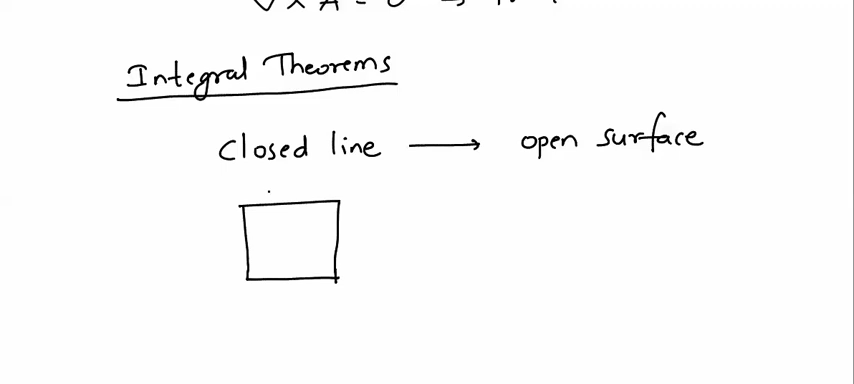 Integral Theorems
closed line → open surface